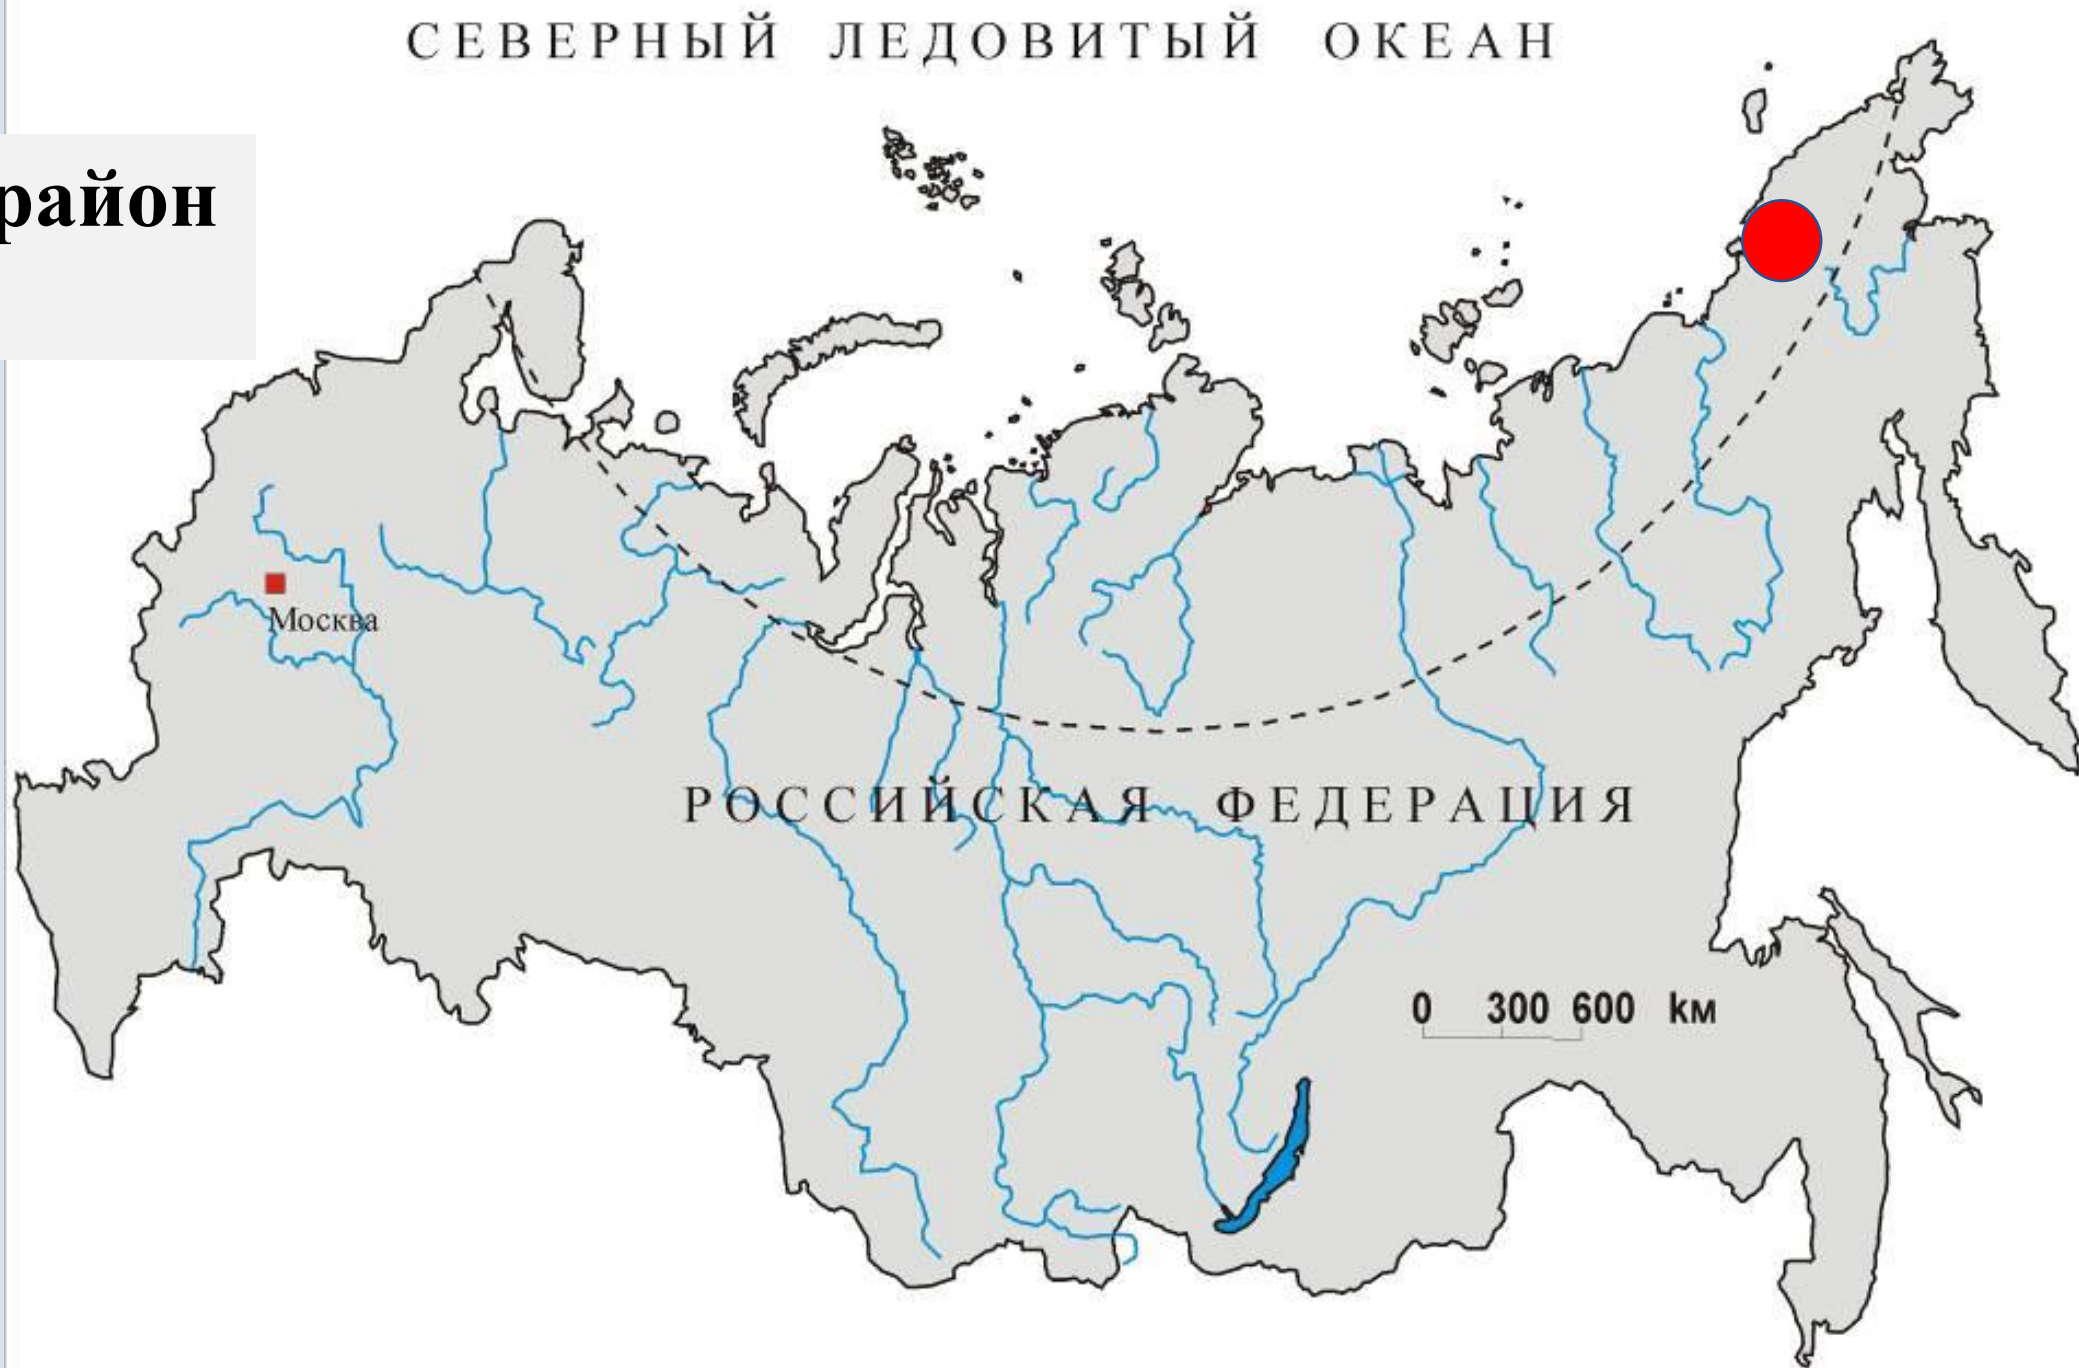 СЕВЕРНЫЙ ЛЕДОВИТЫЙ ОКЕАН
район
Москва
РОССИЙСКАЯ ФЕДЕРАЦИЯ
0 300 600 км